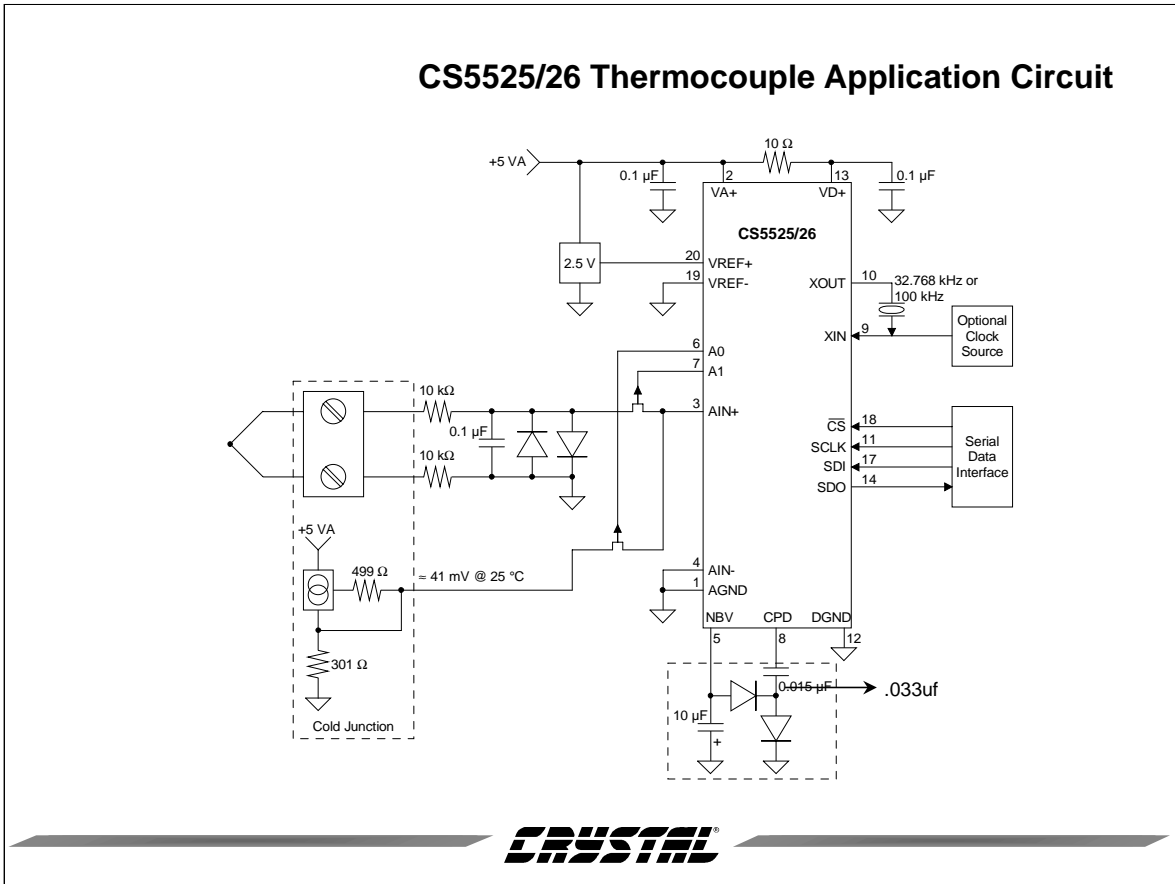 CS5525/26 Thermocouple Application Circuit
10 Ω
+5 VA
0.1 µF
2
13
0.1 µF
VA+
VD+
CS5525/26
2.5 V
20
VREF+
19
VREF-
XOUT
10
32.768 kHz or
100 kHz
XIN
9
Optional
Clock
Source
6
A0
7
A1
10 kΩ
3
AIN+
0.1 µF
10 kΩ
CS
18
SCLK
11
SDI
17
SDO
14
Serial
Data
Interface
+5 VA
499 Ω
≈ 41 mV @ 25 °C
4
AIN-
1
AGND
NBV
CPD
DGND
5
8
12
301 Ω
Cold Junction
0.015 µF
.033uf
10 µF
+
CRYSTAL®